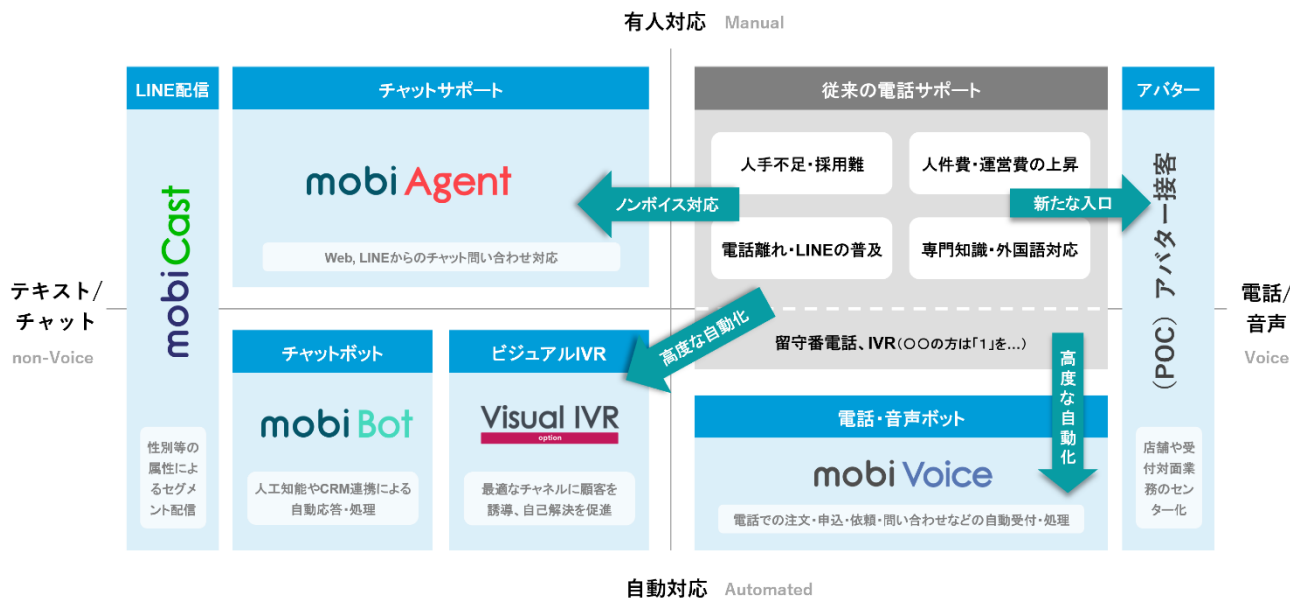 有人対応 Manual
LINE配信
mobiCast
性別等の
属性によ
るセグメ
ント配信
チャットサポート
mobi Agent
Web, LINEからのチャット問い合わせ対応
ノンボイス対応
従来の電話サポート
人手不足・採用難
人件費・運営費の上昇
電話離れ・LINEの普及
専門知識・外国語対応
新たな入口
アバター
(POC) アバター接客
店舗や受
付対面業
務のセン
ター化
テキスト/
チャット
non-Voice
電話/
音声
Voice
留守番電話、IVR(〇〇の方は「1」を...)
高度な自動化
高度な自動化
チャットボット
mobi Bot
人工知能やCRM連携による
自動応答・処理
ビジュアルIVR
Visual IVR
option
最適なチャネルに顧客を
誘導、自己解決を促進
電話・音声ボット
mobi Voice
電話での注文・申込・依頼・問い合わせなどの自動受付・処理
自動対応 Automated